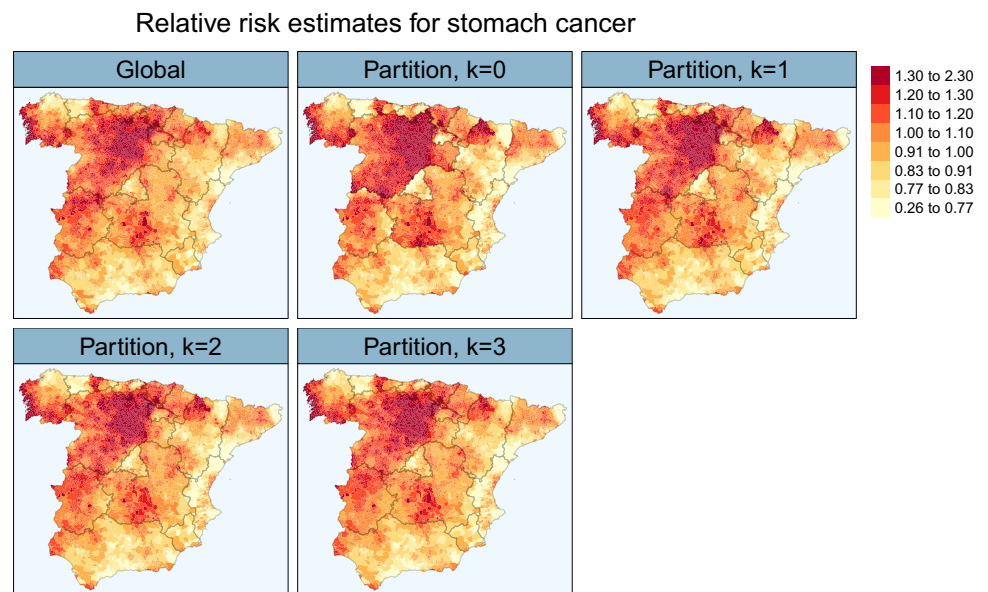 Relative risk estimates for stomach cancer
Global
Partition, k=0
Partition, k=1
1.30 to 2.30
1.20 to 1.30
1.10 to 1.20
1.00 to 1.10
0.91 to 1.00
0.83 to 0.91
0.77 to 0.83
0.26 to 0.77
Partition, k=2
Partition, k=3